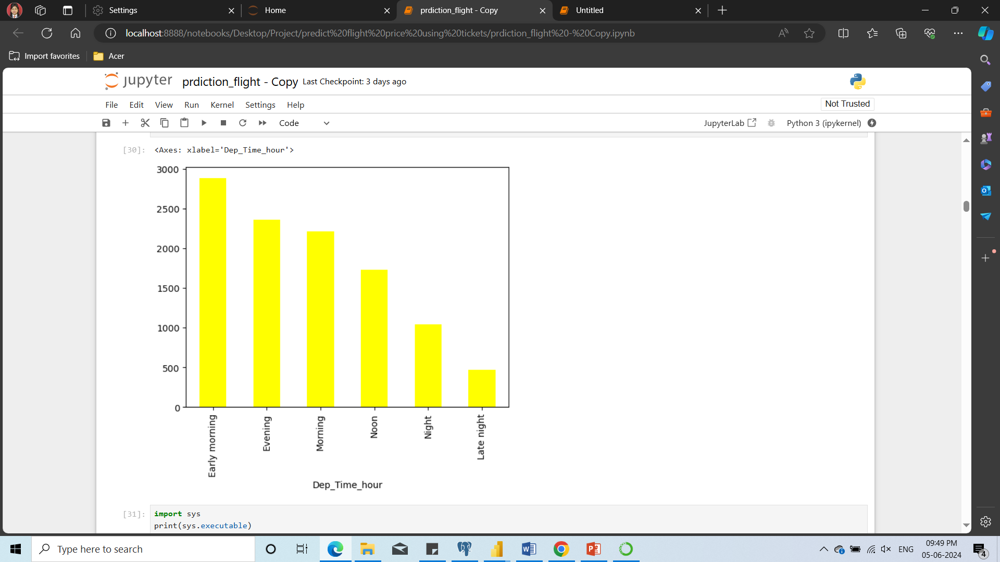 Settings
Home
prdiction_flight - Copy
Untitled
localhost:8888/notebooks/Desktop/Project/predict%20flight%20price%20using%20tickets/prdiction_flight%20-%20Copy.ipynb
Import favorites
Acer
jupyter
prdiction_flight - Copy
Last Checkpoint: 3 days ago
File
Edit
View
Run
Kernel
Settings
Help
Not Trusted
Code
JupyterLab
Python 3 (ipykernel)
[30]:
<Axes: xlabel='Dep_Time_hour'>
3000
2500
2000
1500
1000
500
0
Early morning
Evening
Morning
Noon
Night
Late night
Dep_Time_hour
[31]:
import sys
print(sys.executable)
Type here to search
ENG
09:49 PM
05-06-2024
4